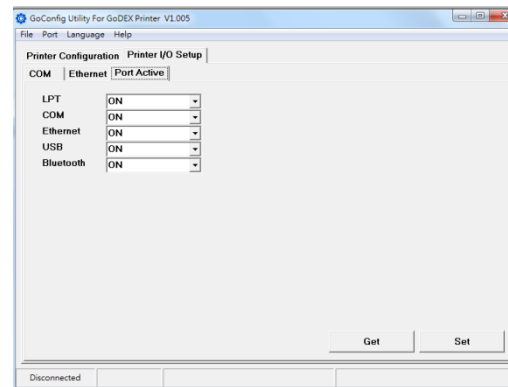 GoConfig Utility For GoDEX Printer V1.005
File Port Language Help
Printer Configuration Printer I/O Setup
COM Ethernet Port Active
LPT ON
COM ON
Ethernet ON
USB ON
Bluetooth ON
Get Set
Disconnected